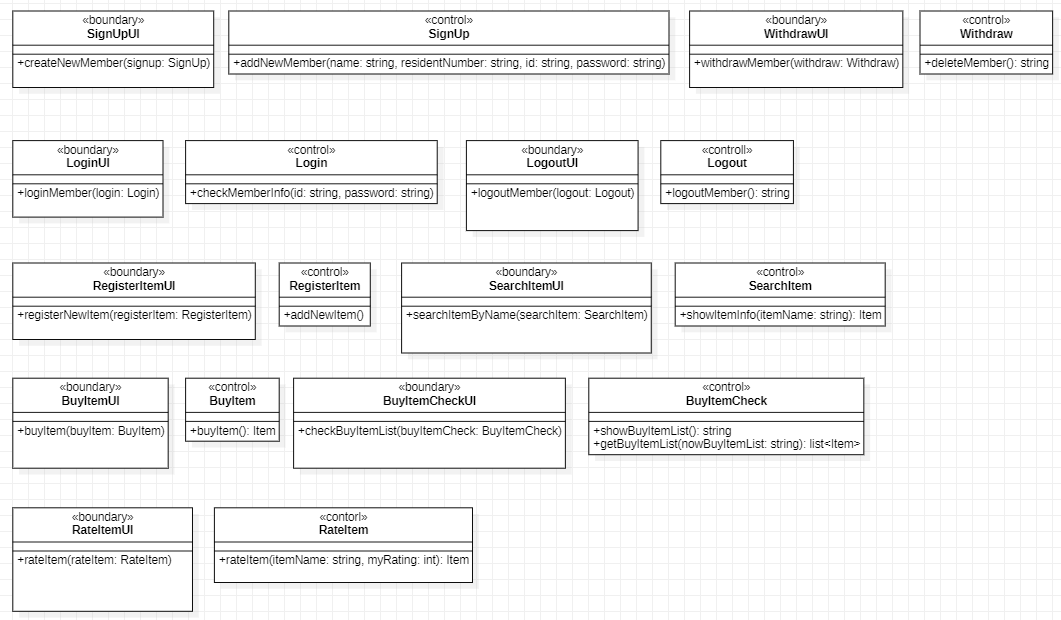 «boundary»
SignUpUI
+createNewMember(signup: SignUp)
«control»
SignUp
+addNewMember(name: string, residentNumber: string, id: string, password: string)
«boundary»
WithdrawUI
+withdrawMember(withdraw: Withdraw)
«control»
Withdraw
+deleteMember(): string
«boundary»
LoginUI
+loginMember(login: Login)
«control»
Login
+checkMemberInfo(id: string, password: string)
«boundary»
LogoutUI
+logoutMember(logout: Logout)
«controll»
Logout
+logoutMember(): string
«boundary»
RegisterItemUI
+registerNewItem(registerItem: RegisterItem)
«control»
RegisterItem
+addNewItem()
«boundary»
SearchItemUI
+searchItemByName(searchItem: SearchItem)
«control»
SearchItem
+showItemInfo(itemName: string): Item
«boundary»
BuyItemUI
+buyItem(buyItem: BuyItem)
«control»
BuyItem
+buyItem(): Item
«boundary»
BuyItemCheckUI
+checkBuyItemList(buyItemCheck: BuyItemCheck)
«control»
BuyItemCheck
+showBuyItemList(): string
+getBuyItemList(nowBuyItemList: string): list<Item>
«boundary»
RateItemUI
+rateItem(rateItem: RateItem)
«contorl»
RateItem
+rateItem(itemName: string, myRating: int): Item